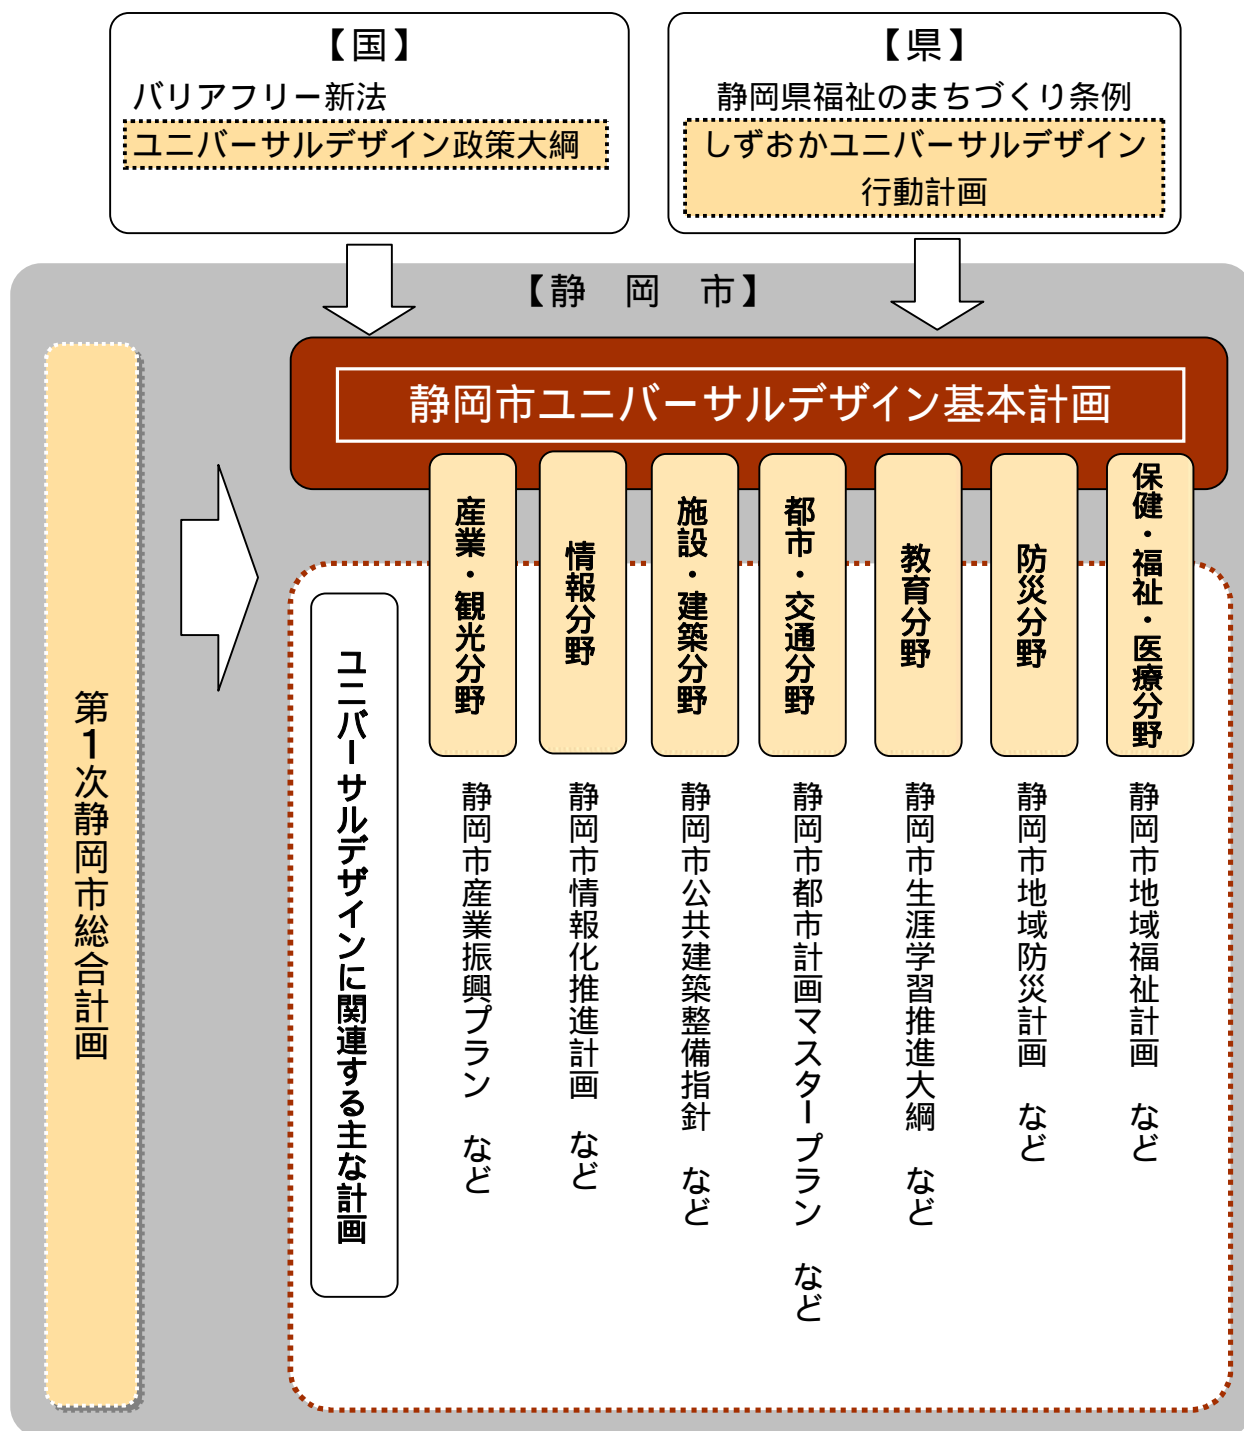 【国】
バリアフリー新法
ユニバーサルデザイン政策大綱
【県】
静岡県福祉のまちづくり条例
しずおかユニバーサルデザイン
行動計画
【静　岡　市】
第1次静岡市総合計画
静岡市ユニバーサルデザイン基本計画
保健・福祉・医療分野
防災分野
教育分野
都市・交通分野
施設・建築分野
情報分野
産業・観光分野
ユニバーサルデザインに関連する主な計画
静岡市地域福祉計画　など
静岡市地域防災計画　など
静岡市生涯学習推進大綱　など
静岡市都市計画マスタープラン　など
静岡市公共建築整備指針　など
静岡市情報化推進計画　など
静岡市産業振興プラン　など